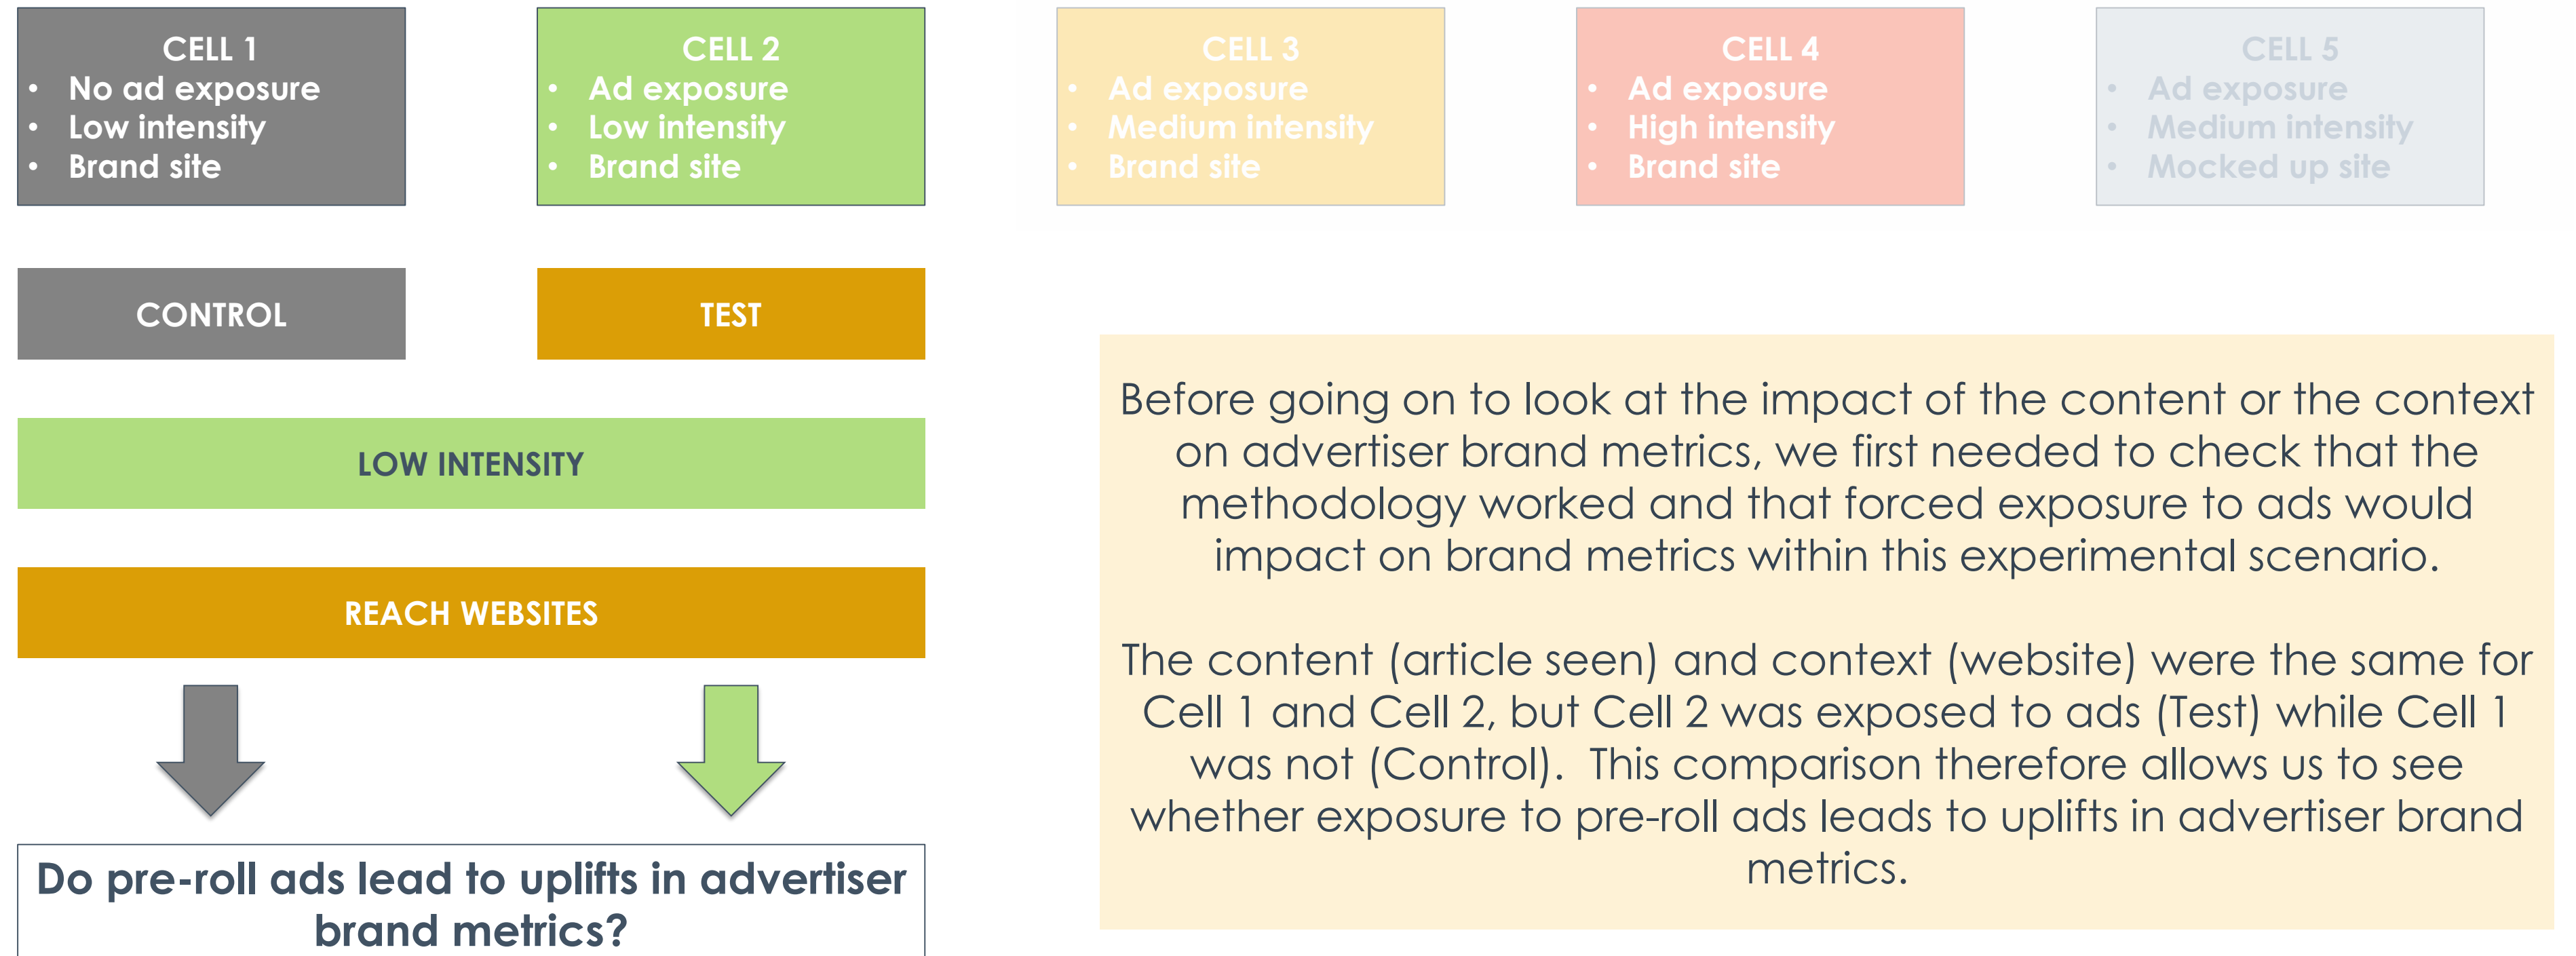 CELL 1
• No ad exposure
• Low intensity
• Brand site
CELL 2
• Ad exposure
• Low intensity
• Brand site
CELL 3
• Ad exposure
• Medium intensity
• Brand site
CELL 4
• Ad exposure
• High intensity
• Brand site
CELL 5
• Ad exposure
• Medium intensity
• Mocked up site
CONTROL
TEST
LOW INTENSITY
REACH WEBSITES
Do pre-roll ads lead to uplifts in advertiser
brand metrics?
Before going on to look at the impact of the content or the context
on advertiser brand metrics, we first needed to check that the
methodology worked and that forced exposure to ads would
impact on brand metrics within this experimental scenario.
The content (article seen) and context (website) were the same for
Cell 1 and Cell 2, but Cell 2 was exposed to ads (Test) while Cell 1
was not (Control).  This comparison therefore allows us to see
whether exposure to pre-roll ads leads to uplifts in advertiser brand
metrics.